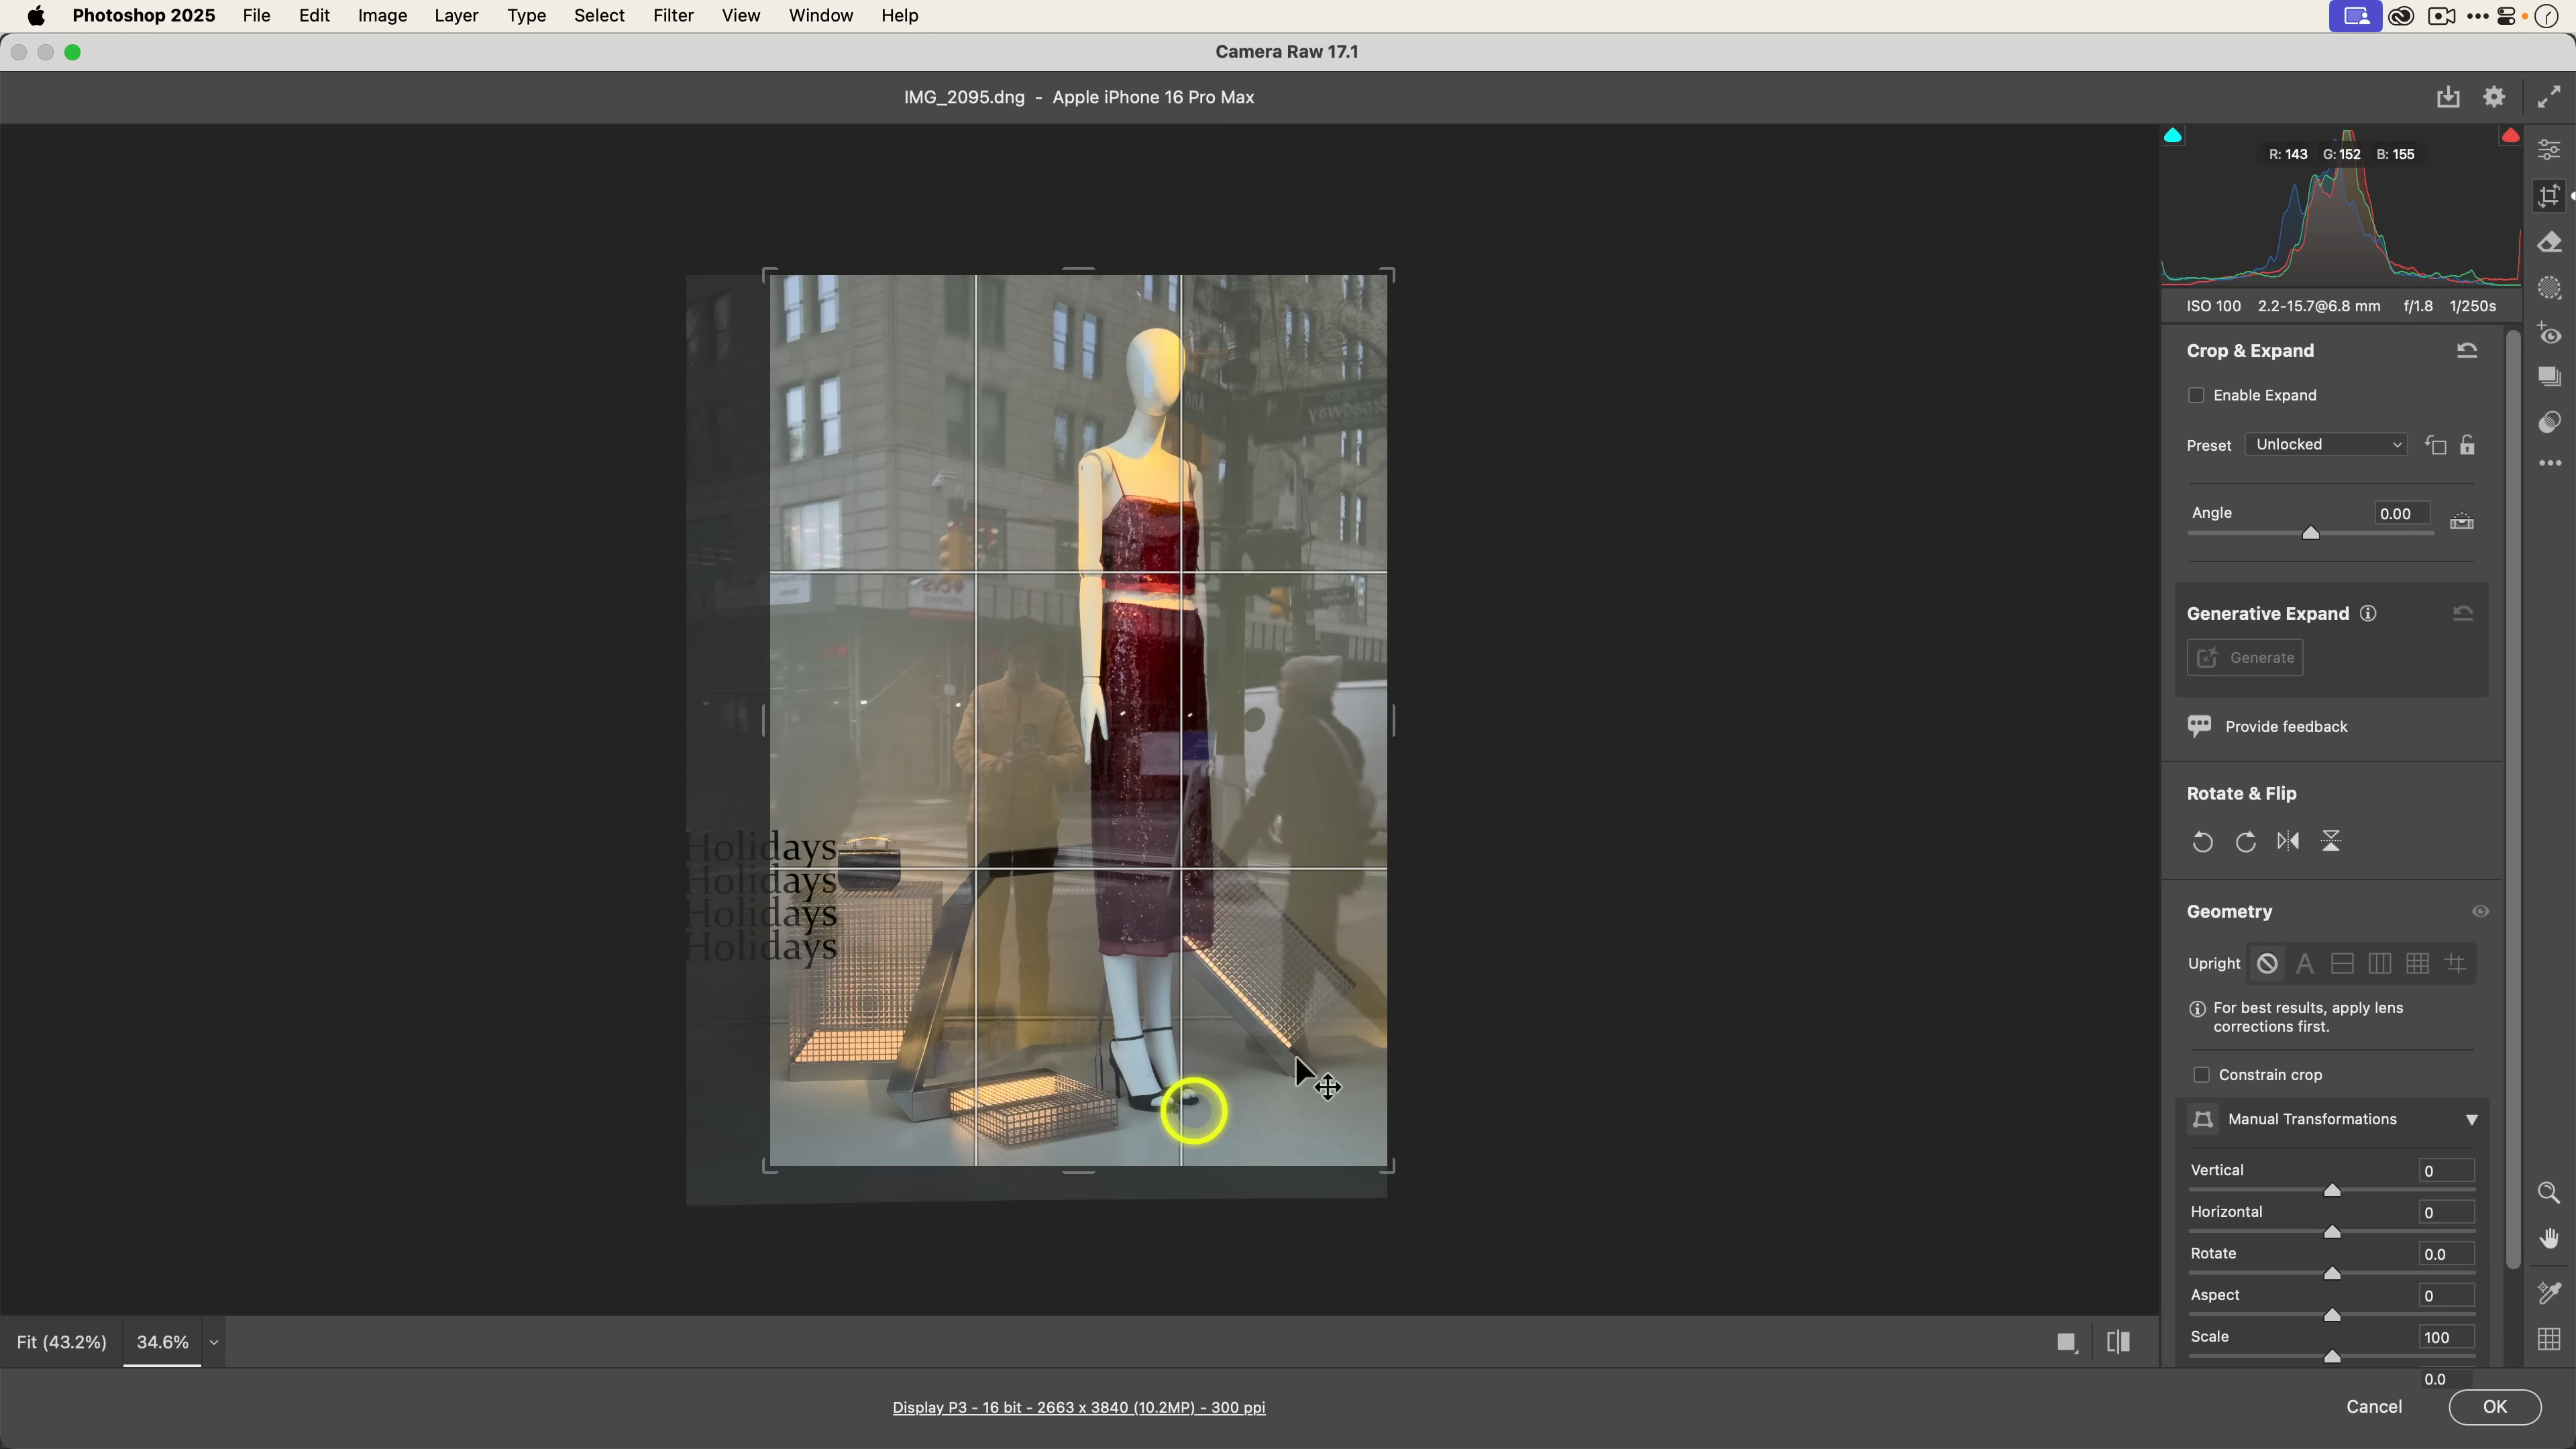 Photoshop 2025 File Edit Image Layer Type Select Filter View Window Help
Camera Raw 17.1
IMG_2095.dng - Apple iPhone 16 Pro Max
R: 143 G: 152 B: 155
ISO 100 2.2-15.7@6.8 mm f/1.8 1/250s
Crop & Expand
Enable Expand
Preset Unlocked
Angle 0.00
Generative Expand
Generate
Provide feedback
Rotate & Flip
Holidays
Holidays
Holidays
Holidays
Geometry
Upright
For best results, apply lens
corrections first.
Constrain crop
Manual Transformations
Vertical 0
Horizontal 0
Rotate 0.0
Aspect 0
Scale 100
0.0
Fit (43.2%) 34.6%
Display P3 - 16 bit - 2663 x 3840 (10.2MP) - 300 ppi
Cancel OK